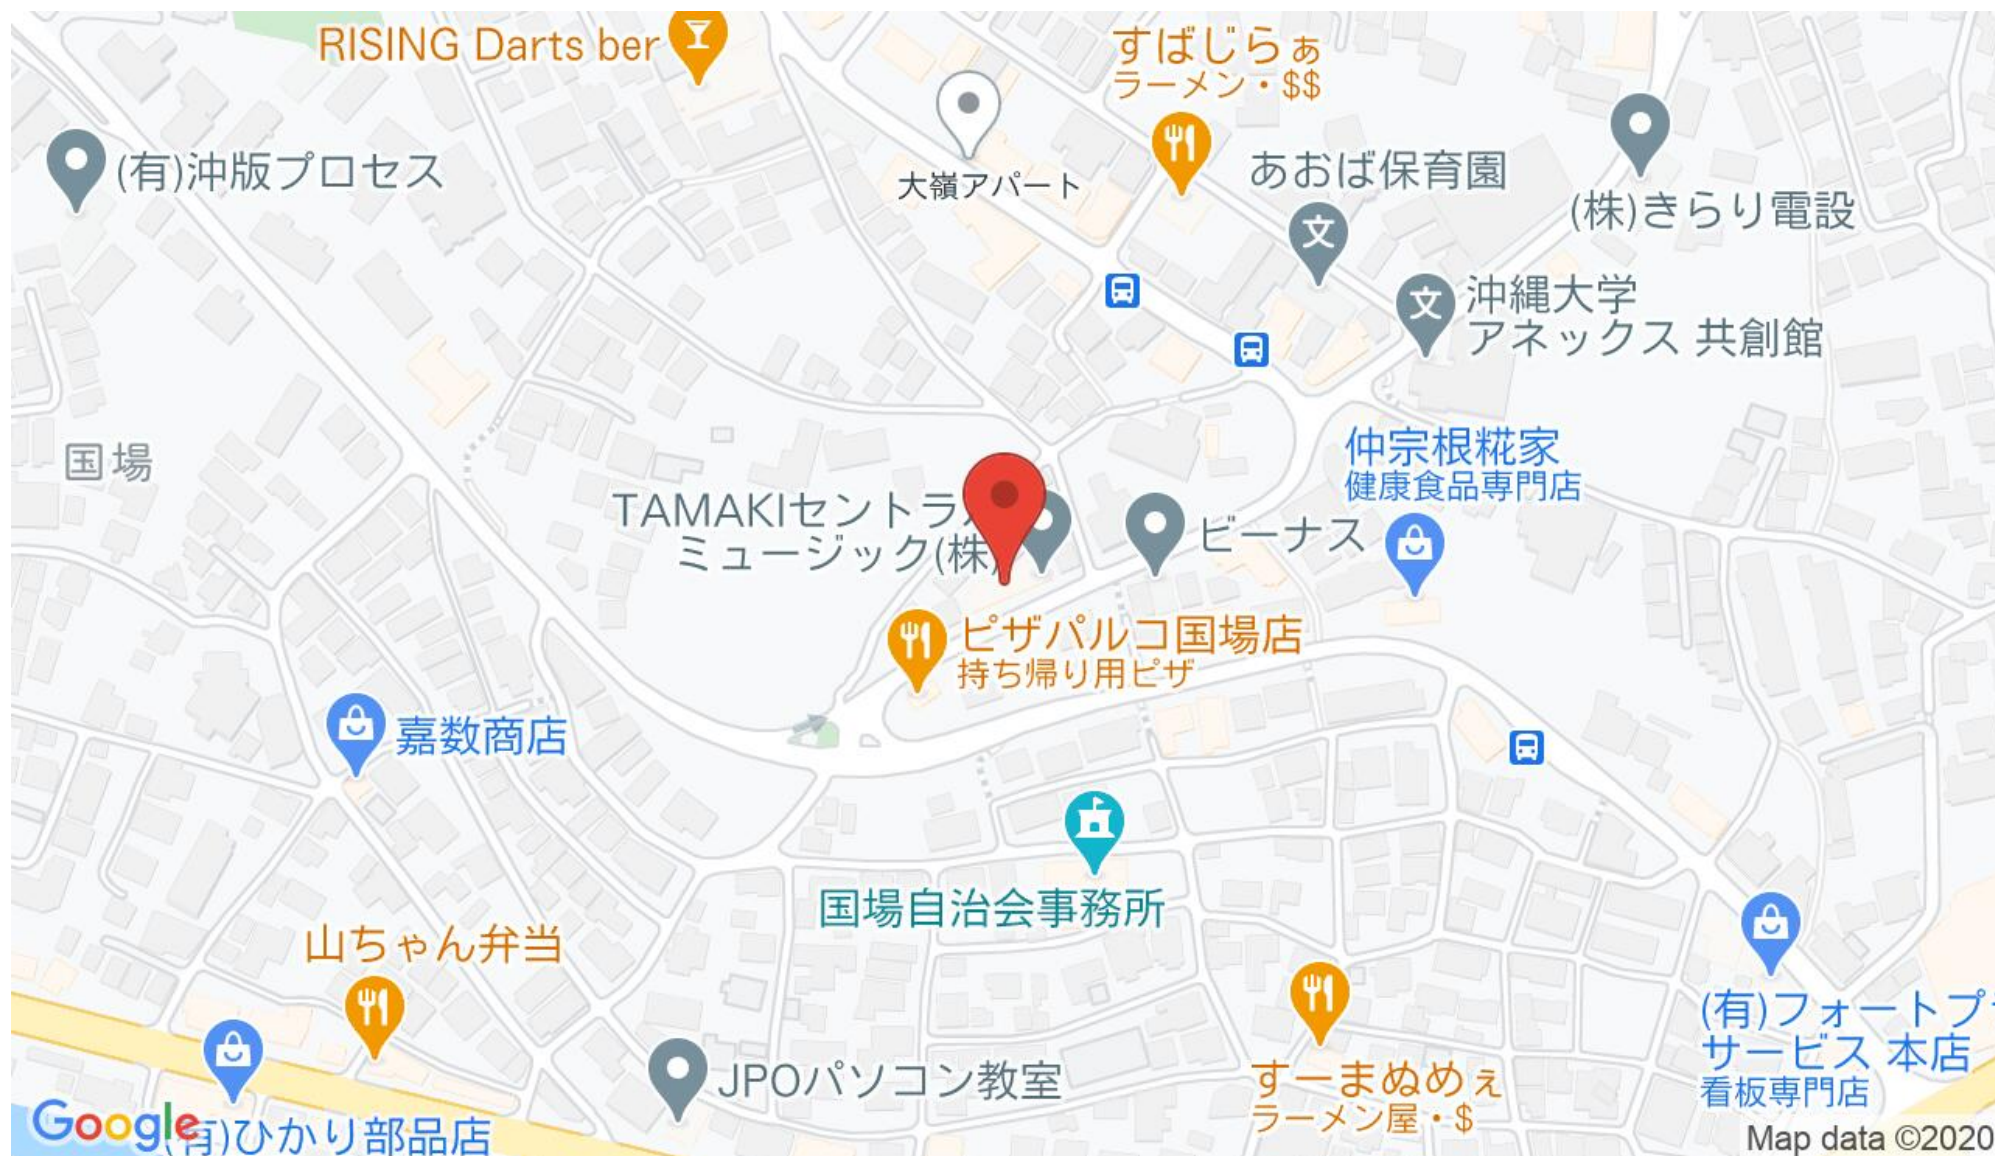 RISING Darts ber
すばじらぁ
ラーメン・$$
(有)沖版プロセス
大嶺アパート
あおば保育園
(株)きらり電設
沖縄大学
アネックス 共創館
国場
仲宗根糀家
健康食品専門店
TAMAKIセントラ
ミュージック(株)
ビーナス
ピザパルコ国場店
持ち帰り用ピザ
嘉数商店
国場自治会事務所
山ちゃん弁当
(有)フォートプ
サービス 本店
看板専門店
JPOパソコン教室
すーまぬめぇ
ラーメン屋・$
Google
有)ひかり部品店
Map data ©2020